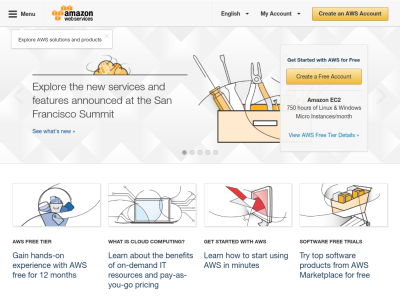 Menu
amazon
webservices
English
My Account
Create an AWS Account
Explore AWS solutions and products
Explore the new services and
features announced at the San
Francisco Summit
See what's new »
Get Started with AWS for Free
Create a Free Account
Amazon EC2
750 hours of Linux & Windows
Micro Instances/month
View AWS Free Tier Details »
AWS FREE TIER
Gain hands-on
experience with AWS
free for 12 months
WHAT IS CLOUD COMPUTING?
Learn about the benefits
of on-demand IT
resources and pay-as-
you-go pricing
GET STARTED WITH AWS
Learn how to start using
AWS in minutes
SOFTWARE FREE TRIALS
Try top software
products from AWS
Marketplace for free